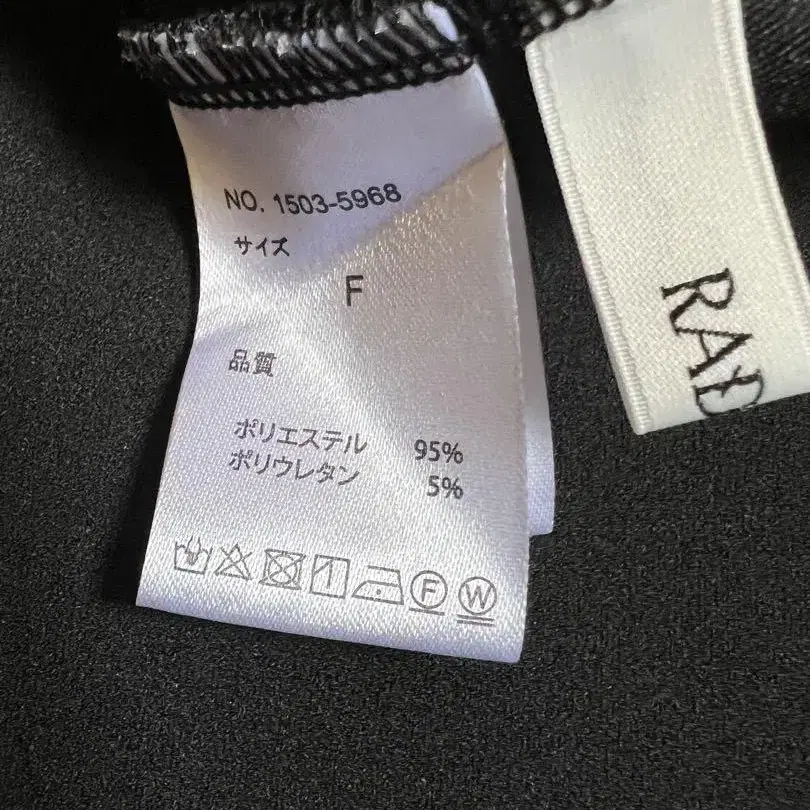 NO. 1503-5968
サイズ
F
品質
ポリエステル 95%
ポリウレタン 5%
F W
RAD